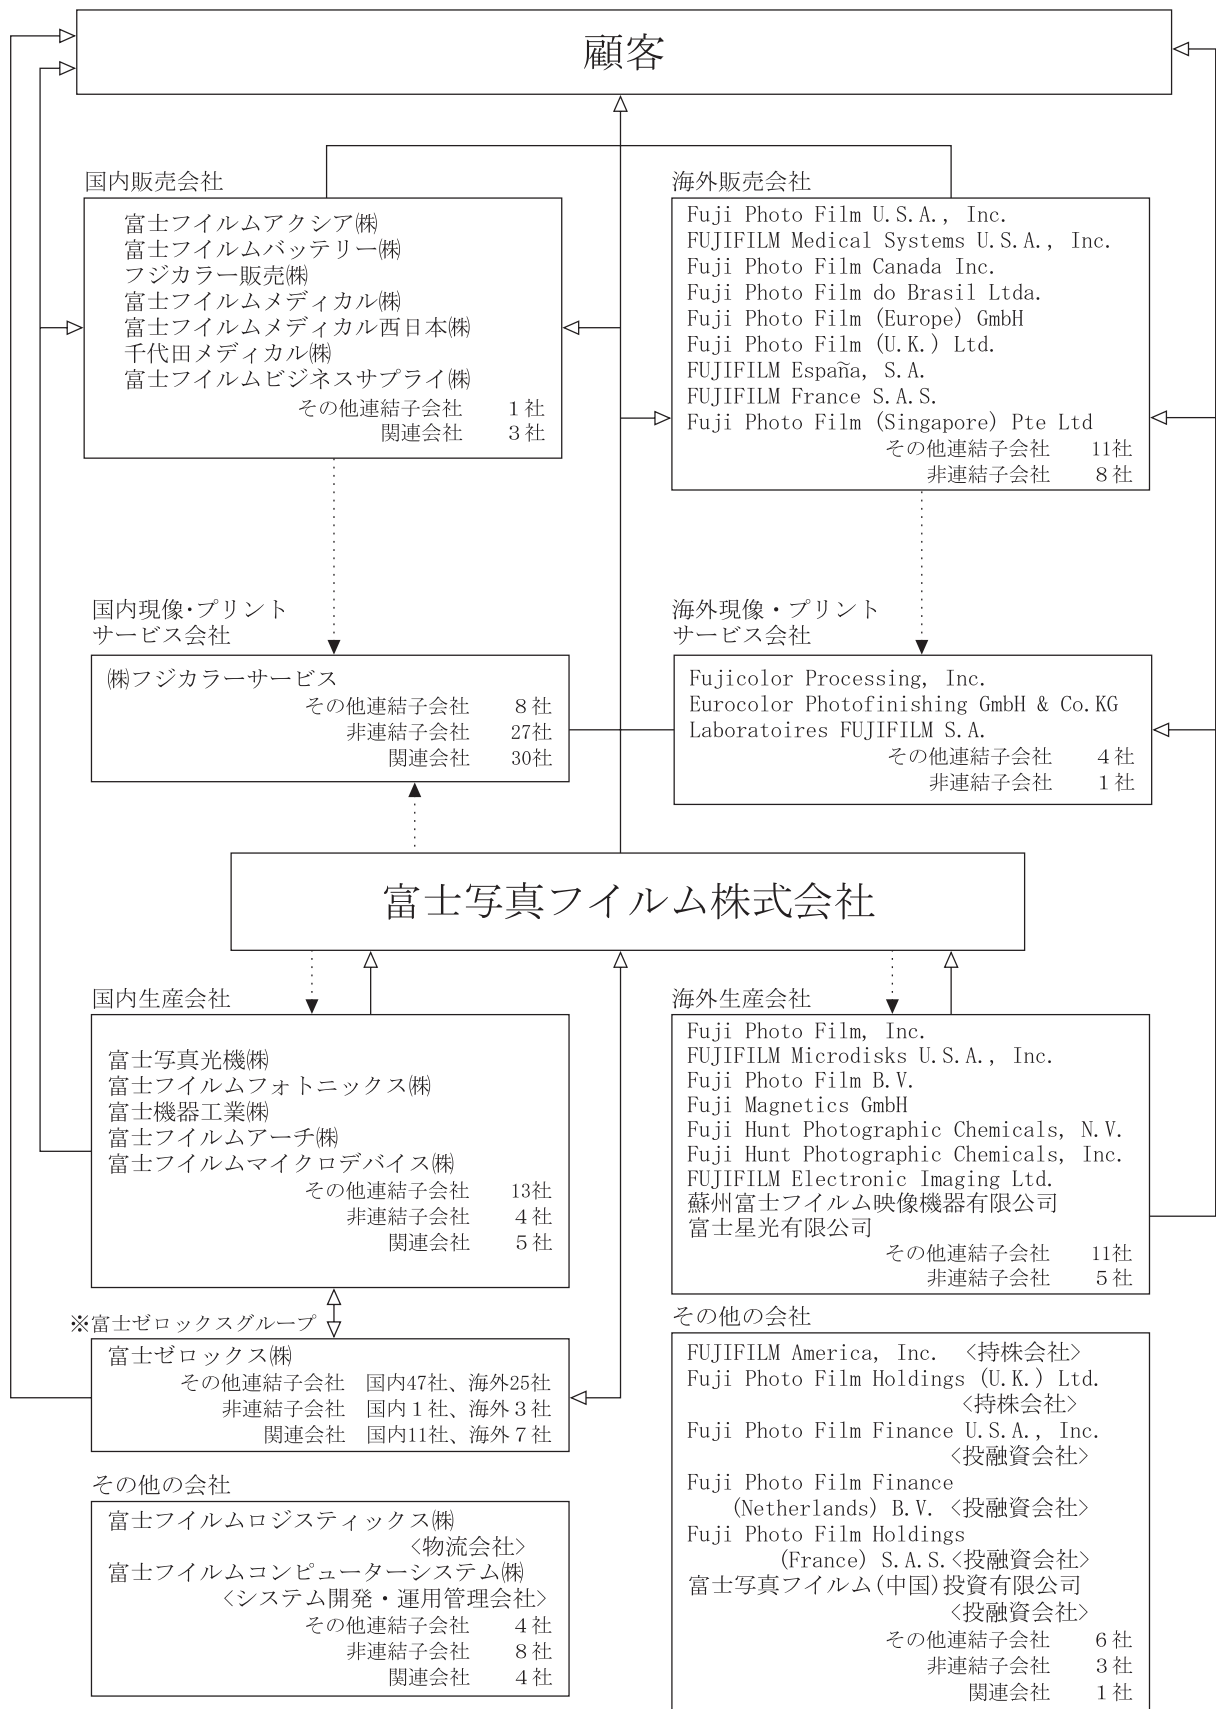 顧客
国内販売会社
富士フイルムアクシア㈱
富士フイルムバッテリー㈱
フジカラー販売㈱
富士フイルムメディカル㈱
富士フイルムメディカル西日本㈱
千代田メディカル㈱
富士フイルムビジネスサプライ㈱
その他連結子会社 1社
関連会社 3社
海外販売会社
Fuji Photo Film U.S.A., Inc.
FUJIFILM Medical Systems U.S.A., Inc.
Fuji Photo Film Canada Inc.
Fuji Photo Film do Brasil Ltda.
Fuji Photo Film (Europe) GmbH
Fuji Photo Film (U.K.) Ltd.
FUJIFILM España, S.A.
FUJIFILM France S.A.S.
Fuji Photo Film (Singapore) Pte Ltd
その他連結子会社 11社
非連結子会社 8社
国内現像・プリント
サービス会社
㈱フジカラーサービス
その他連結子会社 8社
非連結子会社 27社
関連会社 30社
海外現像・プリント
サービス会社
Fujicolor Processing, Inc.
Eurocolor Photofinishing GmbH & Co.KG
Laboratoires FUJIFILM S.A.
その他連結子会社 4社
非連結子会社 1社
富士写真フイルム株式会社
国内生産会社
富士写真光機㈱
富士フイルムフォトニックス㈱
富士機器工業㈱
富士フイルムアーチ㈱
富士フイルムマイクロデバイス㈱
その他連結子会社 13社
非連結子会社 4社
関連会社 5社
海外生産会社
Fuji Photo Film, Inc.
FUJIFILM Microdisks U.S.A., Inc.
Fuji Photo Film B.V.
Fuji Magnetics GmbH
Fuji Hunt Photographic Chemicals, N.V.
Fuji Hunt Photographic Chemicals, Inc.
FUJIFILM Electronic Imaging Ltd.
蘇州富士フイルム映像機器有限公司
富士星光有限公司
その他連結子会社 11社
非連結子会社 5社
※富士ゼロックスグループ
富士ゼロックス㈱
その他連結子会社 国内47社、海外25社
非連結子会社 国内1社、海外3社
関連会社 国内11社、海外7社
その他の会社
富士フイルムロジスティックス㈱
<物流会社>
富士フイルムコンピューターシステム㈱
<システム開発・運用管理会社>
その他連結子会社 4社
非連結子会社 8社
関連会社 4社
その他の会社
FUJIFILM America, Inc. <持株会社>
Fuji Photo Film Holdings (U.K.) Ltd.
<持株会社>
Fuji Photo Film Finance U.S.A., Inc.
<投融資会社>
Fuji Photo Film Finance
(Netherlands) B.V. <投融資会社>
Fuji Photo Film Holdings
(France) S.A.S.<投融資会社>
富士写真フイルム(中国)投資有限公司
<投融資会社>
その他連結子会社 6社
非連結子会社 3社
関連会社 1社